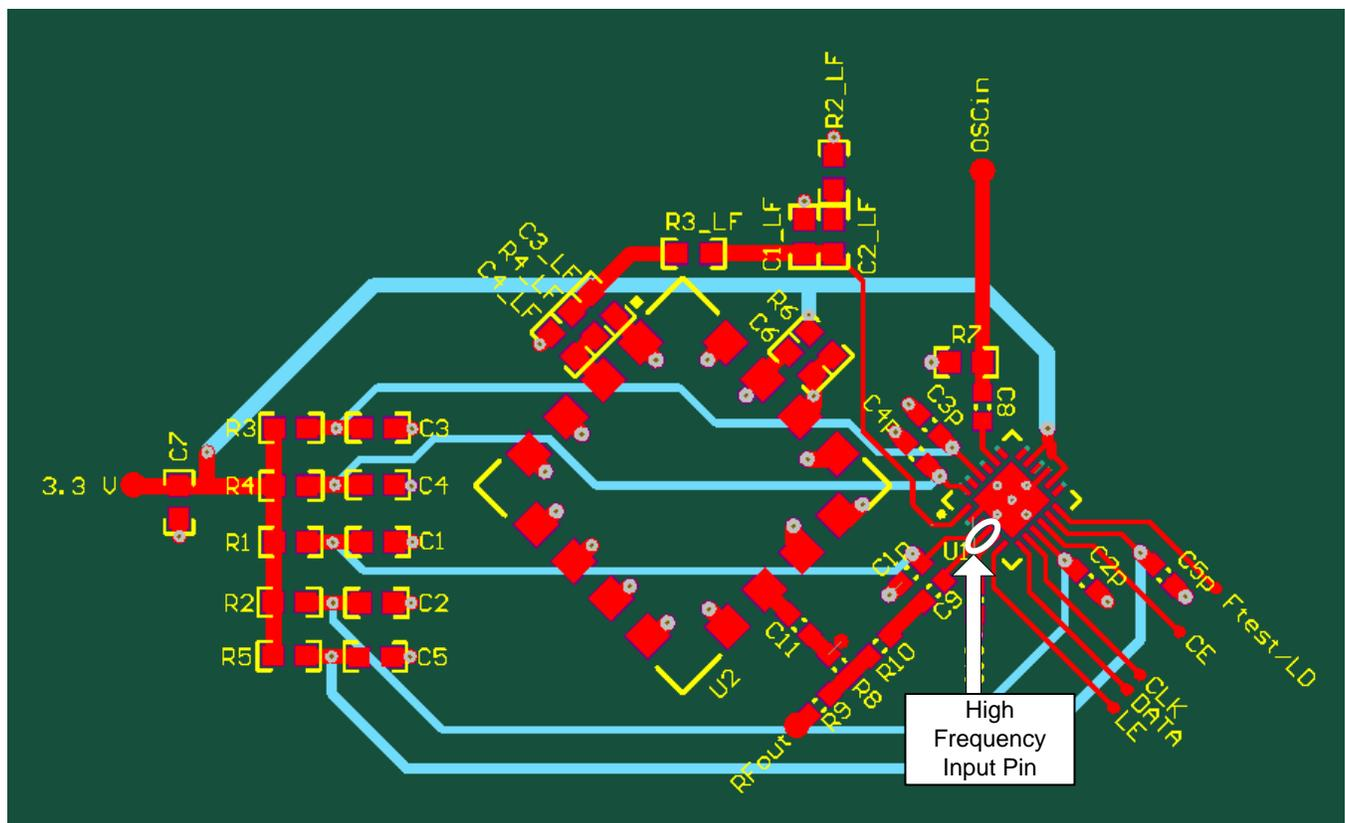 R2_LF
OSCin
R3_LF
C1_LF
C2_LF
C3_LF
R4_LF
C4_LF
R6
C6
R7
C8
C3p
C4p
C7
R3
C3
3.3 V
R4
C4
R1
C1
U1
C1p
C2p
C5p
R2
C2
C9
Ftest/LD
C11
CE
R5
C5
U2
R10
R8
R9
CLK
DATA
LE
RFout
High
Frequency
Input Pin